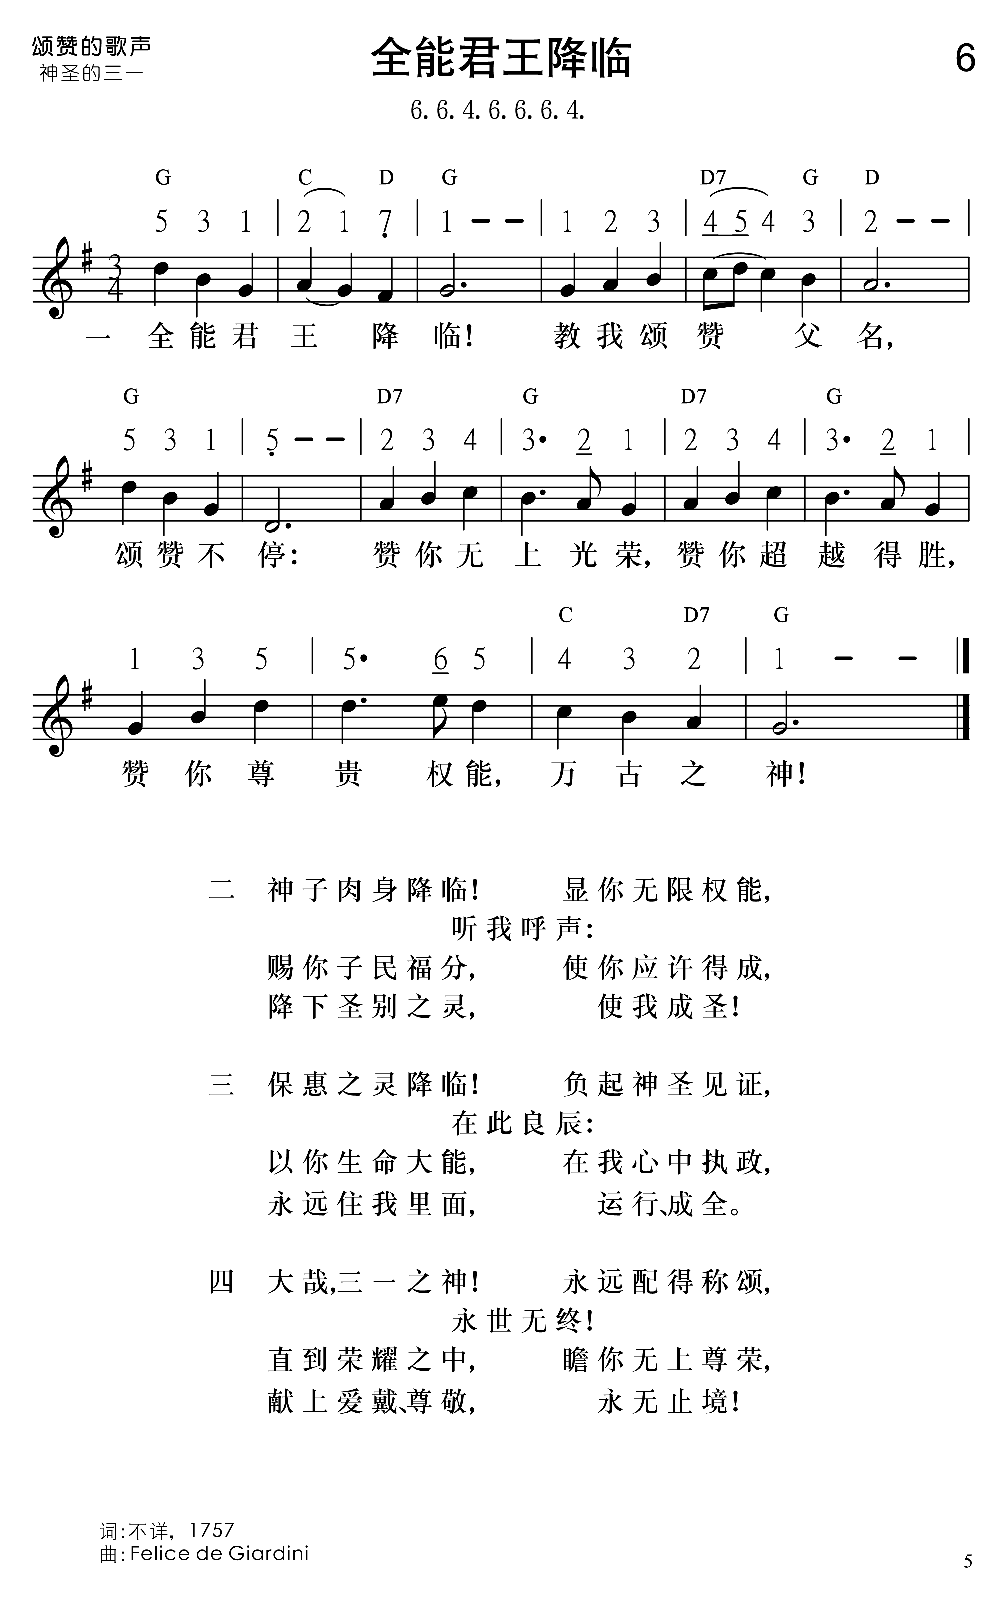 颂赞的歌声
神圣的三一
全能君王降临
6
6.6.4.6.6.6.4.
G C D G D7 G D
5 3 1 | 2 1 7 | 1 - - | 1 2 3 | 4 5 4 3 | 2 - - |
3
4
一 全能君王降临! 教我颂赞父名,
G D7 G D7 G
5 3 1 | 5 - - | 2 3 4 | 3· 2 1 | 2 3 4 | 3· 2 1 |
颂赞不停: 赞你无上光荣, 赞你超越得胜,
C D7 G
1 3 5 | 5· 6 5 | 4 3 2 | 1 - - ‖
赞你尊贵权能, 万古之神!
二 神子肉身降临! 显你无限权能,
听我呼声:
赐你子民福分, 使你应许得成,
降下圣别之灵, 使我成圣!
三 保惠之灵降临! 负起神圣见证,
在此良辰:
以你生命大能, 在我心中执政,
永远住我里面, 运行、成全。
四 大哉,三一之神! 永远配得称颂,
永世无终!
直到荣耀之中, 瞻你无上尊荣,
献上爱戴、尊敬, 永无止境!
词:不详, 1757
曲: Felice de Giardini
5